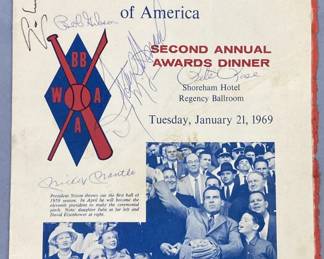 of America
Bob Gibson
SECOND ANNUAL
AWARDS DINNER
Pete Rose
Shoreham Hotel
Regency Ballroom
BB
W A
A
Tuesday, January 21, 1969
Mickey Mantle
President Nixon throws out the first ball of
1959 season. In April he will become the
eleventh president to make the ceremonial
pitch. Note daughter Julie at far left and
David Eisenhower at right.